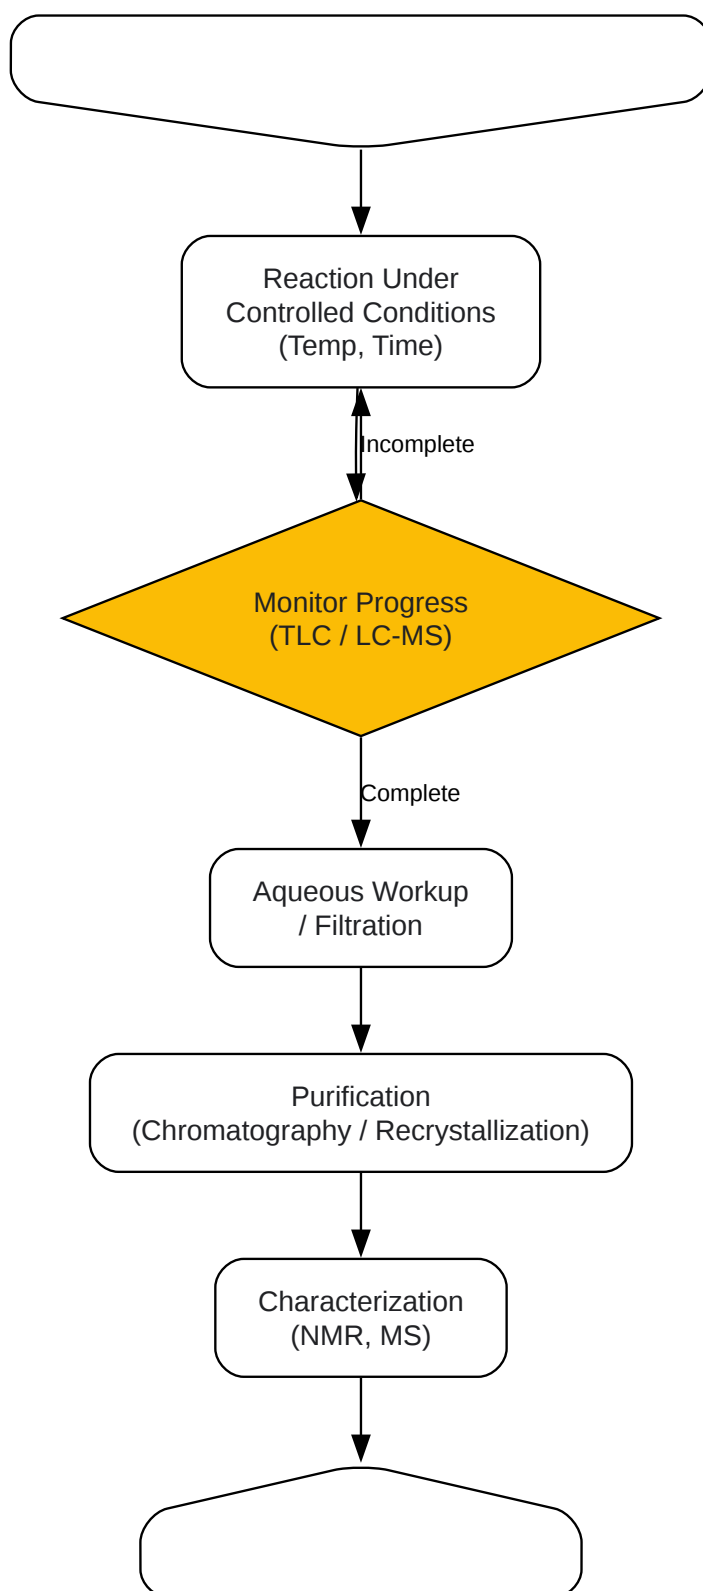 Reaction Under
Controlled Conditions
(Temp, Time)
Incomplete
Monitor Progress
(TLC / LC-MS)
Complete
Aqueous Workup
/ Filtration
Purification
(Chromatography / Recrystallization)
Characterization
(NMR, MS)